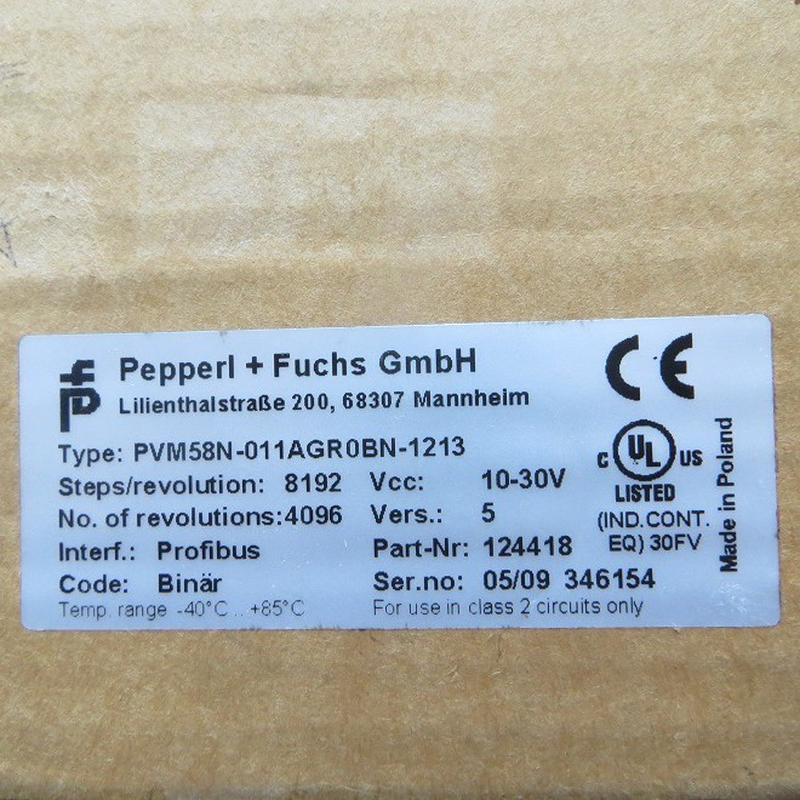 Pepperl + Fuchs GmbH
Lilienthalstraße 200, 68307 Mannheim
Type: PVM58N-011AGR0BN-1213
Steps/revolution: 8192 Vcc: 10-30V
No. of revolutions:4096 Vers.: 5
Interf.: Profibus Part-Nr: 124418
Code: Binär Ser.no: 05/09 346154
Temp. range -40°C .. +85°C For use in class 2 circuits only
CE
C UL US
LISTED
(IND.CONT.
EQ) 30FV
Made in Poland